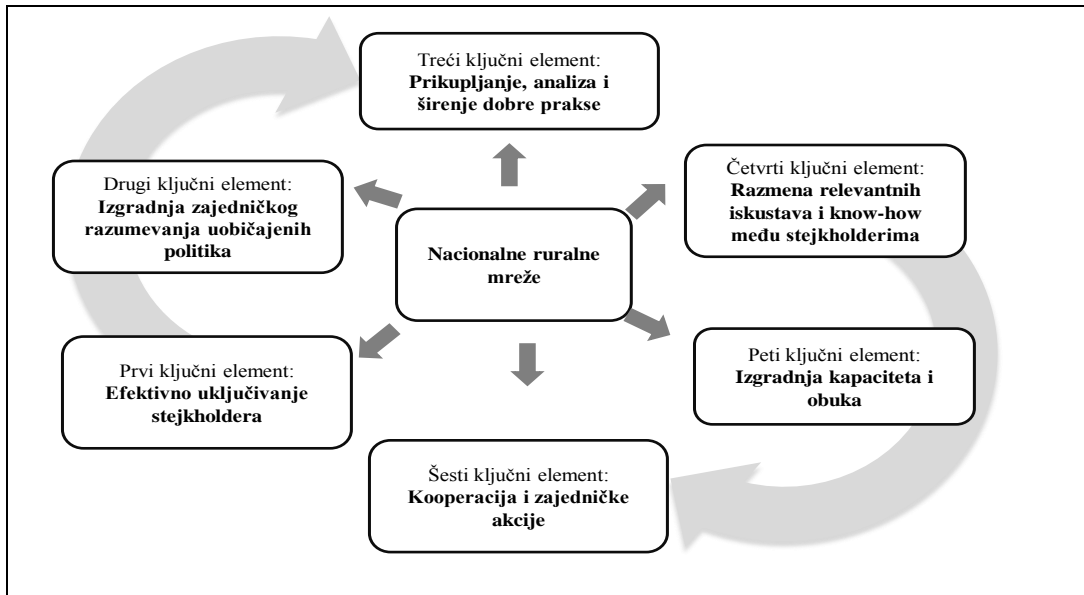 Treći ključni element:
Prikupljanje, analiza i
širenje dobre prakse
Drugi ključni element:
Izgradnja zajedničkog
razumevanja uobičajenih
politika
Četvrti ključni element:
Razmena relevantnih
iskustava i know-how
među stejkholderima
Nacionalne ruralne
mreže
Prvi ključni element:
Efektivno uključivanje
stejkholdera
Peti ključni element:
Izgradnja kapaciteta i
obuka
Šesti ključni element:
Kooperacija i zajedničke
akcije